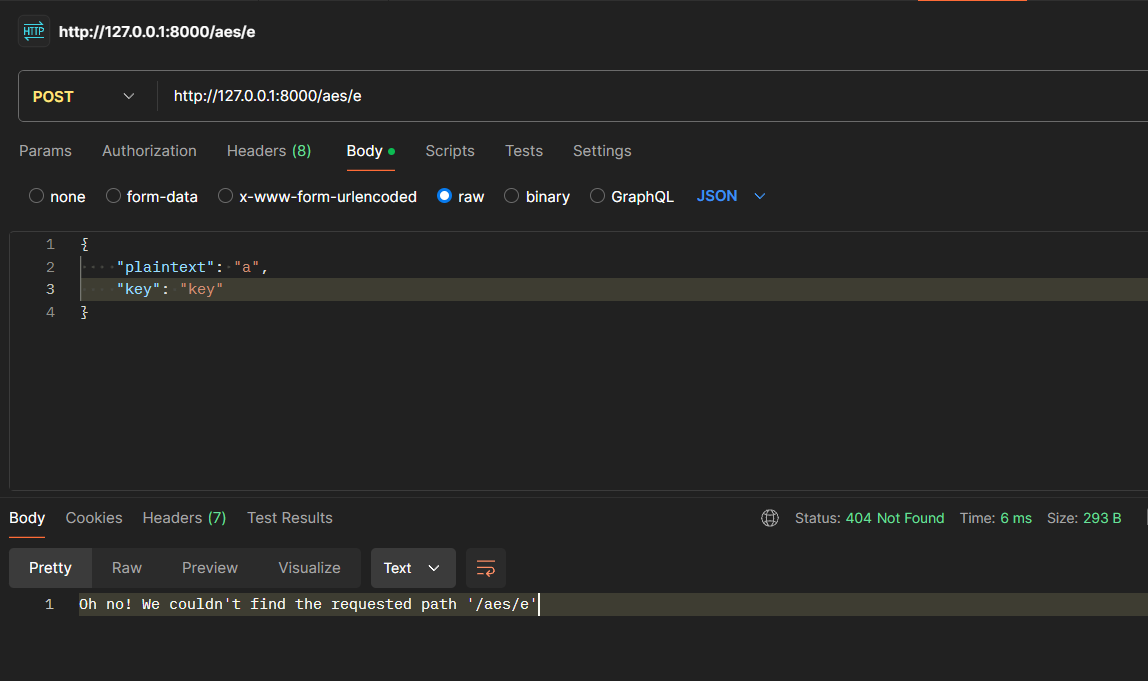 HTTP http://127.0.0.1:8000/aes/e
POST http://127.0.0.1:8000/aes/e
Params Authorization Headers (8) Body Scripts Tests Settings
none form-data x-www-form-urlencoded raw binary GraphQL JSON
1 {
2 "plaintext": "a",
3 "key": "key"
4 }
Body Cookies Headers (7) Test Results Status: 404 Not Found Time: 6 ms Size: 293 B
Pretty Raw Preview Visualize Text
1 Oh no! We couldn't find the requested path '/aes/e'